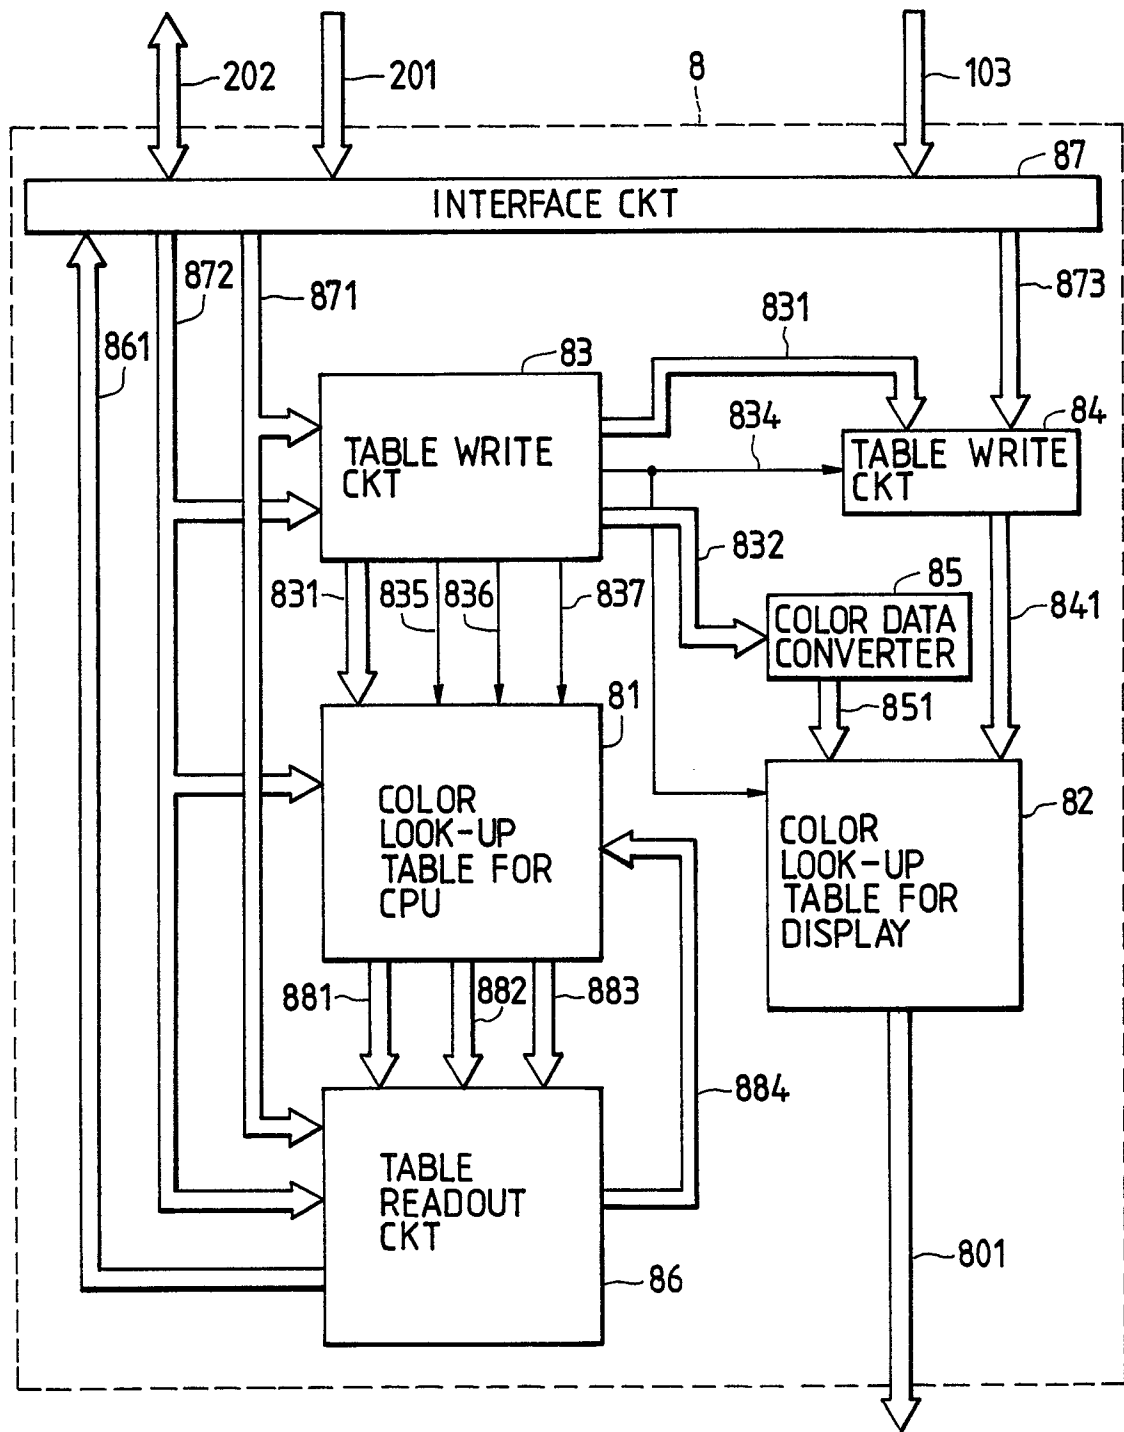 202
201
8
103
87
INTERFACE CKT
872
871
873
861
831
83
834
84
TABLE WRITE
CKT
TABLE WRITE
CKT
832
85
831
835
836
837
COLOR DATA
CONVERTER
841
851
81
82
COLOR
LOOK-UP
TABLE FOR
CPU
COLOR
LOOK-UP
TABLE FOR
DISPLAY
881
882
883
884
TABLE
READOUT
CKT
86
801